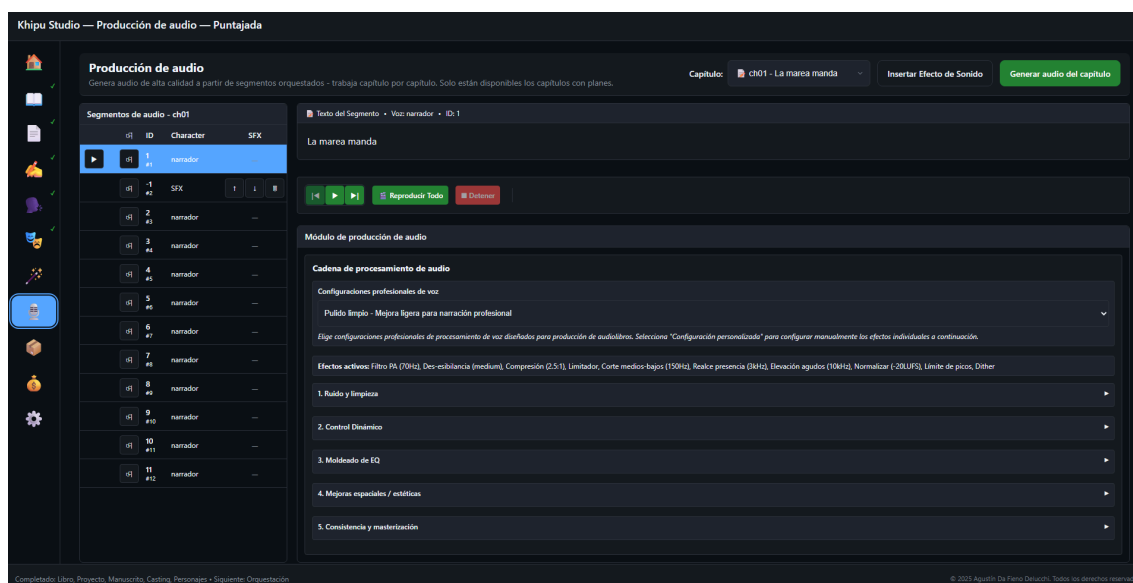 Khipu Studio — Producción de audio — Puntajada
Producción de audio
Genera audio de alta calidad a partir de segmentos orquestados - trabaja capítulo por capítulo. Solo están disponibles los capítulos con planes.
Capítulo:
ch01 - La marea manda
Insertar Efecto de Sonido
Generar audio del capítulo
Segmentos de audio - ch01
ID Character SFX
1 narrador
#1
-1 SFX
#2
2 narrador —
#3
3 narrador —
#4
4 narrador —
#5
5 narrador —
#6
6 narrador —
#7
7 narrador —
#8
8 narrador —
#9
9 narrador —
#10
10 narrador —
#11
11 narrador —
#12
Texto del Segmento • Voz: narrador • ID: 1
La marea manda
Reproducir Todo
Detener
Módulo de producción de audio
Cadena de procesamiento de audio
Configuraciones profesionales de voz
Pulido limpio - Mejora ligera para narración profesional
Elige configuraciones profesionales de procesamiento de voz diseñados para producción de audiolibros. Selecciona "Configuración personalizado" para configurar manualmente los efectos individuales a continuación.
Efectos activos: Filtro PA (70Hz), Des-esibilancia (medium), Compresión (2.5:1), Limitador, Corte medios-bajos (150Hz), Realce presencia (3kHz), Elevación agudos (10kHz), Normalizar (-20LUFS), Límite de picos, Dither
1. Ruido y limpieza
2. Control Dinámico
3. Moldeado de EQ
4. Mejoras espaciales / estéticas
5. Consistencia y masterización
Completado: Libro, Proyecto, Manuscrito, Casting, Personajes • Siguiente: Orquestación
© 2025 Agustín Da Fieno Delucchi. Todos los derechos reservad